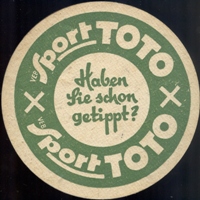 VEB Sport TOTO
Haben
Sie schon
getippt?
VEB Sport TOTO